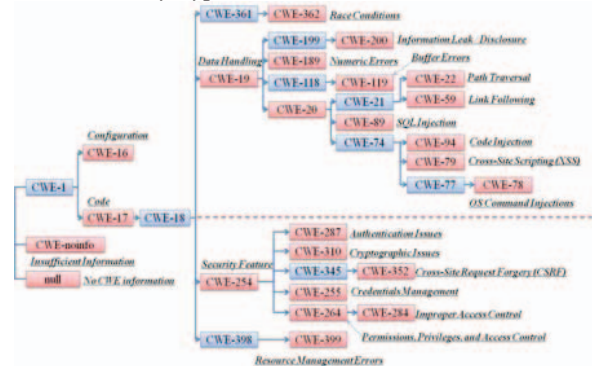 CWE-361 CWE-362 Race Conditions
CWE-199 CWE-200 Information Leak Disclosure
Data Handling CWE-189 Numeric Errors Buffer Errors
CWE-19 CWE-118 CWE-119 CWE-22 Path Traversal
CWE-20 CWE-21 CWE-59 Link Following
CWE-89 SQL Injection
Configuration CWE-74 CWE-94 Code Injection
CWE-16 CWE-79 Cross-Site Scripting (XSS)
CWE-1 Code CWE-77 CWE-78
CWE-17 CWE-18 OS Command Injections
CWE-noinfo CWE-287 Authentication Issues
Insufficient Information CWE-310 Cryptographic Issues
null No CWE information Security Feature CWE-345 CWE-352 Cross-Site Request Forgery (CSRF)
CWE-254 CWE-255 Credentials Management
CWE-264 CWE-284 Improper Access Control
Permissions, Privileges, and Access Control
CWE-398 CWE-399
Resource Management Errors